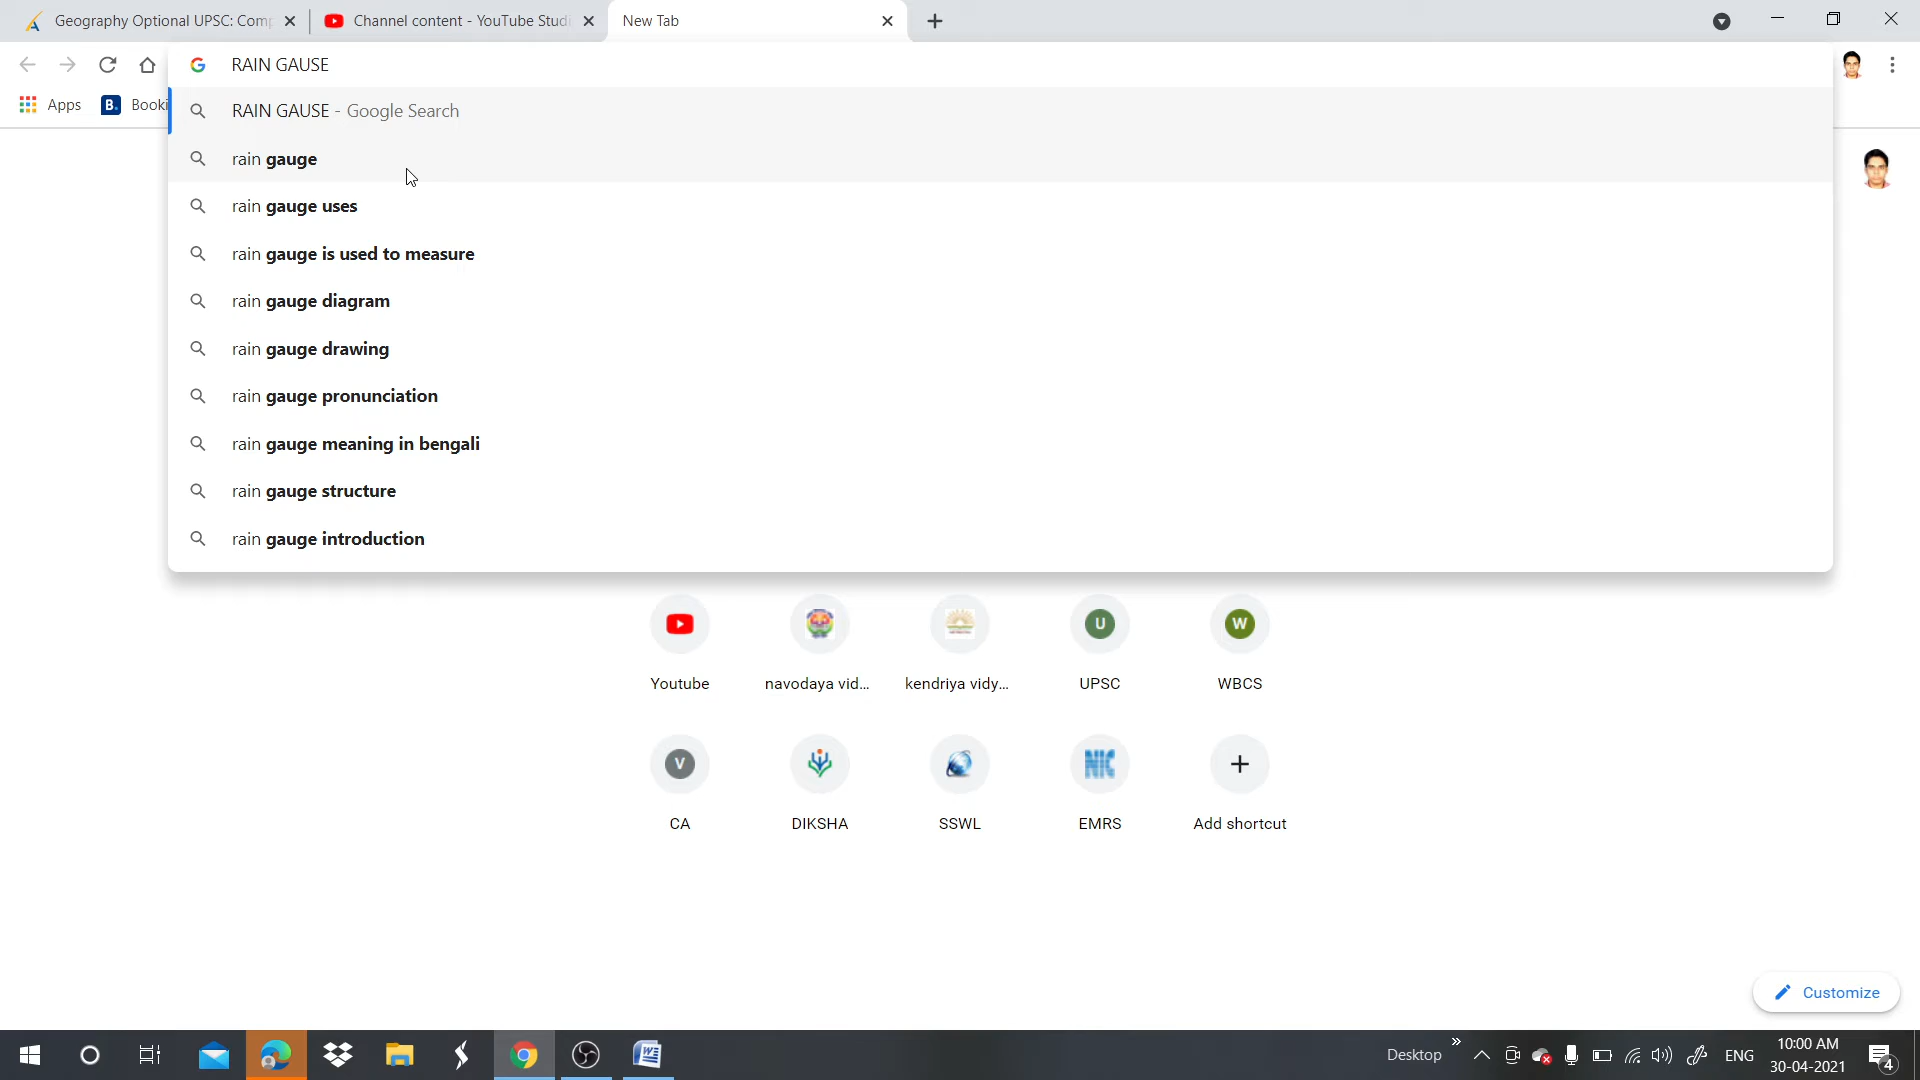 Geography Optional UPSC: Comp
Channel content - YouTube Studi
New Tab
RAIN GAUSE
Apps
B. Booki
RAIN GAUSE - Google Search
rain gauge
rain gauge uses
rain gauge is used to measure
rain gauge diagram
rain gauge drawing
rain gauge pronunciation
rain gauge meaning in bengali
rain gauge structure
rain gauge introduction
U
W
Youtube
navodaya vid...
kendriya vidy...
UPSC
WBCS
V
NIC
CA
DIKSHA
SSWL
EMRS
Add shortcut
Customize
Desktop
ENG
10:00 AM
30-04-2021
4